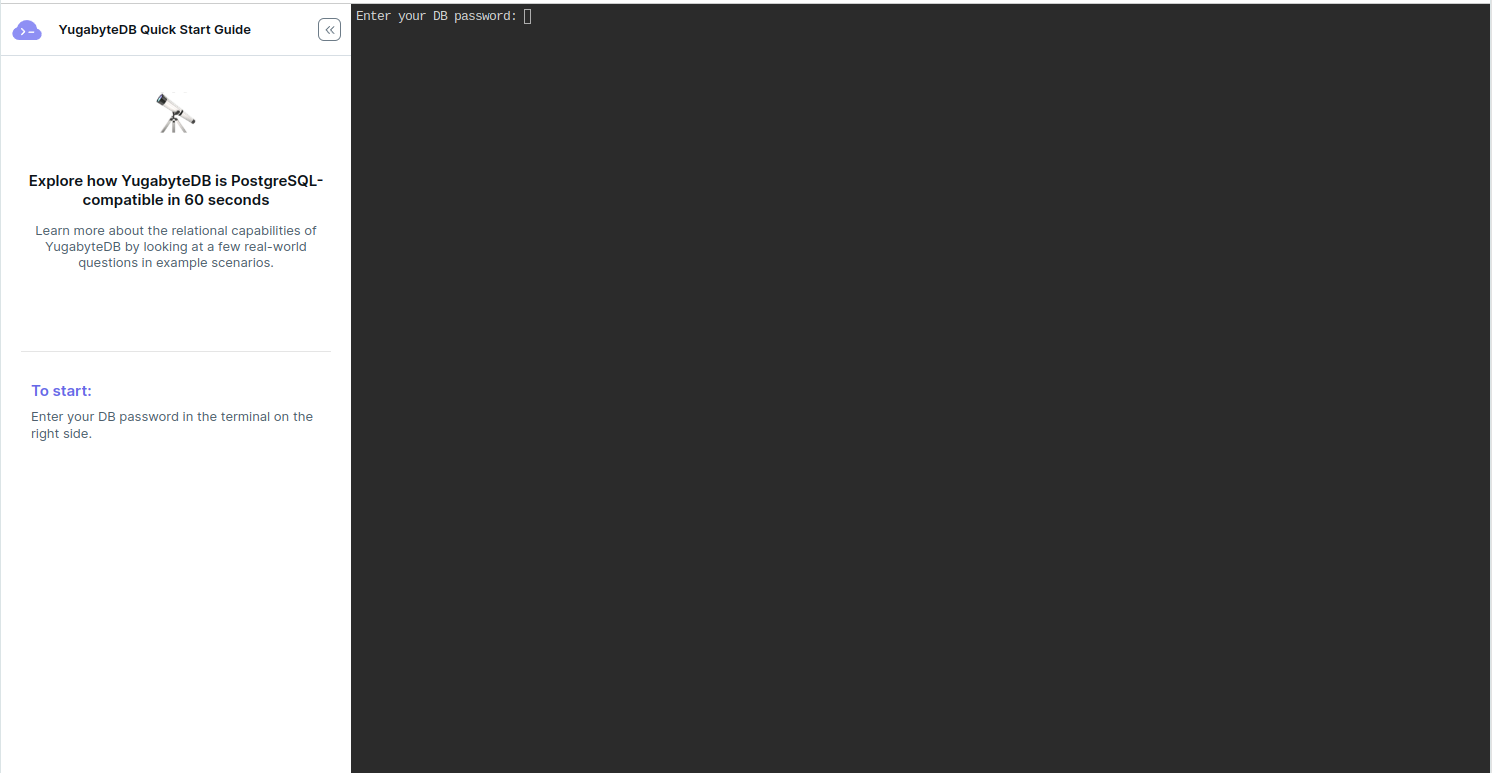 YugabyteDB Quick Start Guide
Explore how YugabyteDB is PostgreSQL-
compatible in 60 seconds
Learn more about the relational capabilities of
YugabyteDB by looking at a few real-world
questions in example scenarios.
To start:
Enter your DB password in the terminal on the
right side.
Enter your DB password: